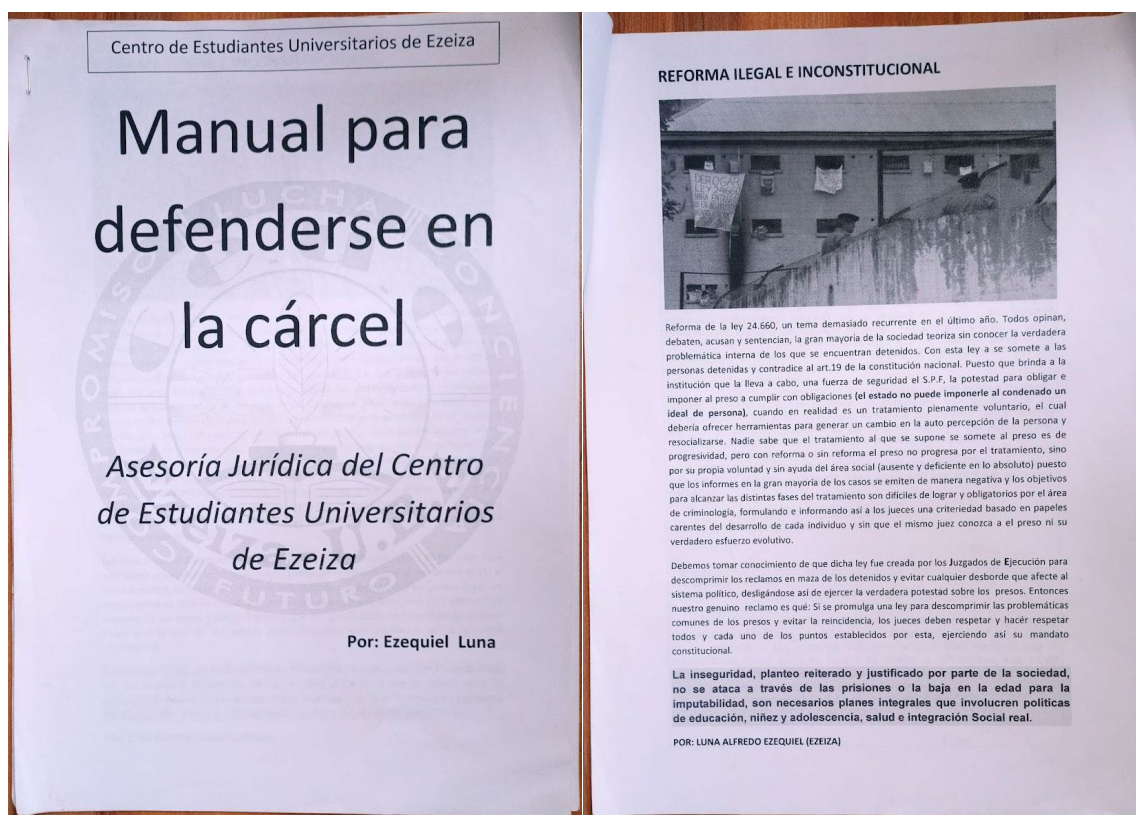 Centro de Estudiantes Universitarios de Ezeiza
Manual para
defenderse en
la cárcel
COMPROMISO LUCHA CONCIENCIA
FUTURO
Asesoría Jurídica del Centro
de Estudiantes Universitarios
de Ezeiza
Por: Ezequiel Luna
REFORMA ILEGAL E INCONSTITUCIONAL
DEROGAR
LEY
Reforma de la ley 24.660, un tema demasiado recurrente en el último año. Todos opinan,
debaten, acusan y sentencian, la gran mayoría de la sociedad teoriza sin conocer la verdadera
problemática interna de los que se encuentran detenidos. Con esta ley a se somete a las
personas detenidas y contradice al art.19 de la constitución nacional. Puesto que brinda a la
institución que la lleva a cabo, una fuerza de seguridad el S.P.F, la potestad para obligar e
imponer al preso a cumplir con obligaciones (el estado no puede imponerle al condenado un
ideal de persona), cuando en realidad es un tratamiento plenamente voluntario, el cual
debería ofrecer herramientas para generar un cambio en la auto percepción de la persona y
resocializarse. Nadie sabe que el tratamiento al que se supone se somete al preso es de
progresividad, pero con reforma o sin reforma el preso no progresa por el tratamiento, sino
por su propia voluntad y sin ayuda del área social (ausente y deficiente en lo absoluto) puesto
que los informes en la gran mayoría de los casos se emiten de manera negativa y los objetivos
para alcanzar las distintas fases del tratamiento son difíciles de lograr y obligatorios por el área
de criminología, formulando e informando así a los jueces una criteriedad basado en papeles
carentes del desarrollo de cada individuo y sin que el mismo juez conozca a el preso ni su
verdadero esfuerzo evolutivo.
Debemos tomar conocimiento de que dicha ley fue creada por los Juzgados de Ejecución para
descomprimir los reclamos en maza de los detenidos y evitar cualquier desborde que afecte al
sistema político, desligándose así de ejercer la verdadera potestad sobre los presos. Entonces
nuestro genuino reclamo es qué: Si se promulga una ley para descomprimir las problemáticas
comunes de los presos y evitar la reincidencia, los jueces deben respetar y hacér respetar
todos y cada uno de los puntos establecidos por esta, ejerciendo así su mandato
constitucional.
La inseguridad, planteo reiterado y justificado por parte de la sociedad,
no se ataca a través de las prisiones o la baja en la edad para la
imputabilidad, son necesarios planes integrales que involucren políticas
de educación, niñez y adolescencia, salud e integración Social real.
POR: LUNA ALFREDO EZEQUIEL (EZEIZA)